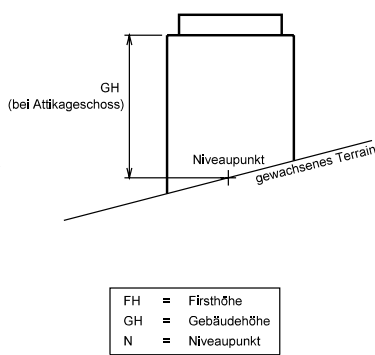 GH
(bei Attikageschoss)
Niveaupunkt
gewachsenes Terrain
FH = Firsthöhe
GH = Gebäudehöhe
N = Niveaupunkt